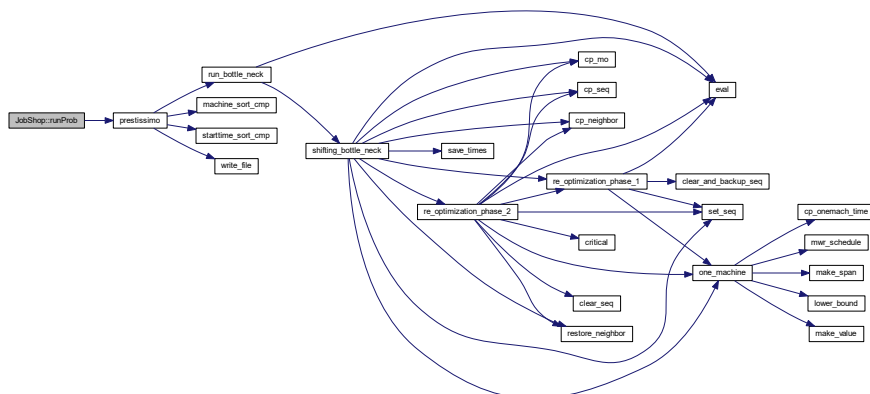 JobShop::runProb
prestissimo
run_bottle_neck
machine_sort_cmp
starttime_sort_cmp
write_file
shifting_bottle_neck
cp_mo
cp_seq
cp_neighbor
save_times
re_optimization_phase_1
re_optimization_phase_2
critical
clear_seq
restore_neighbor
eval
clear_and_backup_seq
set_seq
one_machine
cp_onemach_time
mwr_schedule
make_span
lower_bound
make_value